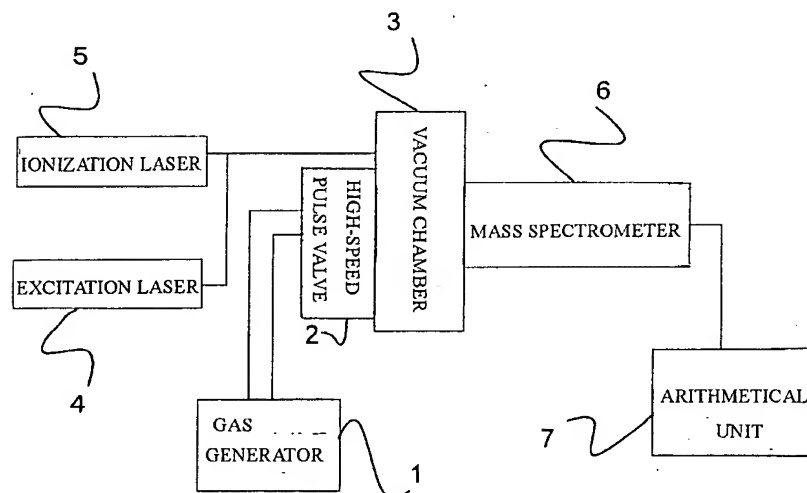 3
5
6
IONIZATION LASER
VACUUM CHAMBER
HIGH-SPEED
PULSE VALVE
MASS SPECTROMETER
EXCITATION LASER
2
4
GAS
GENERATOR
1
ARITHMETICAL
UNIT
7